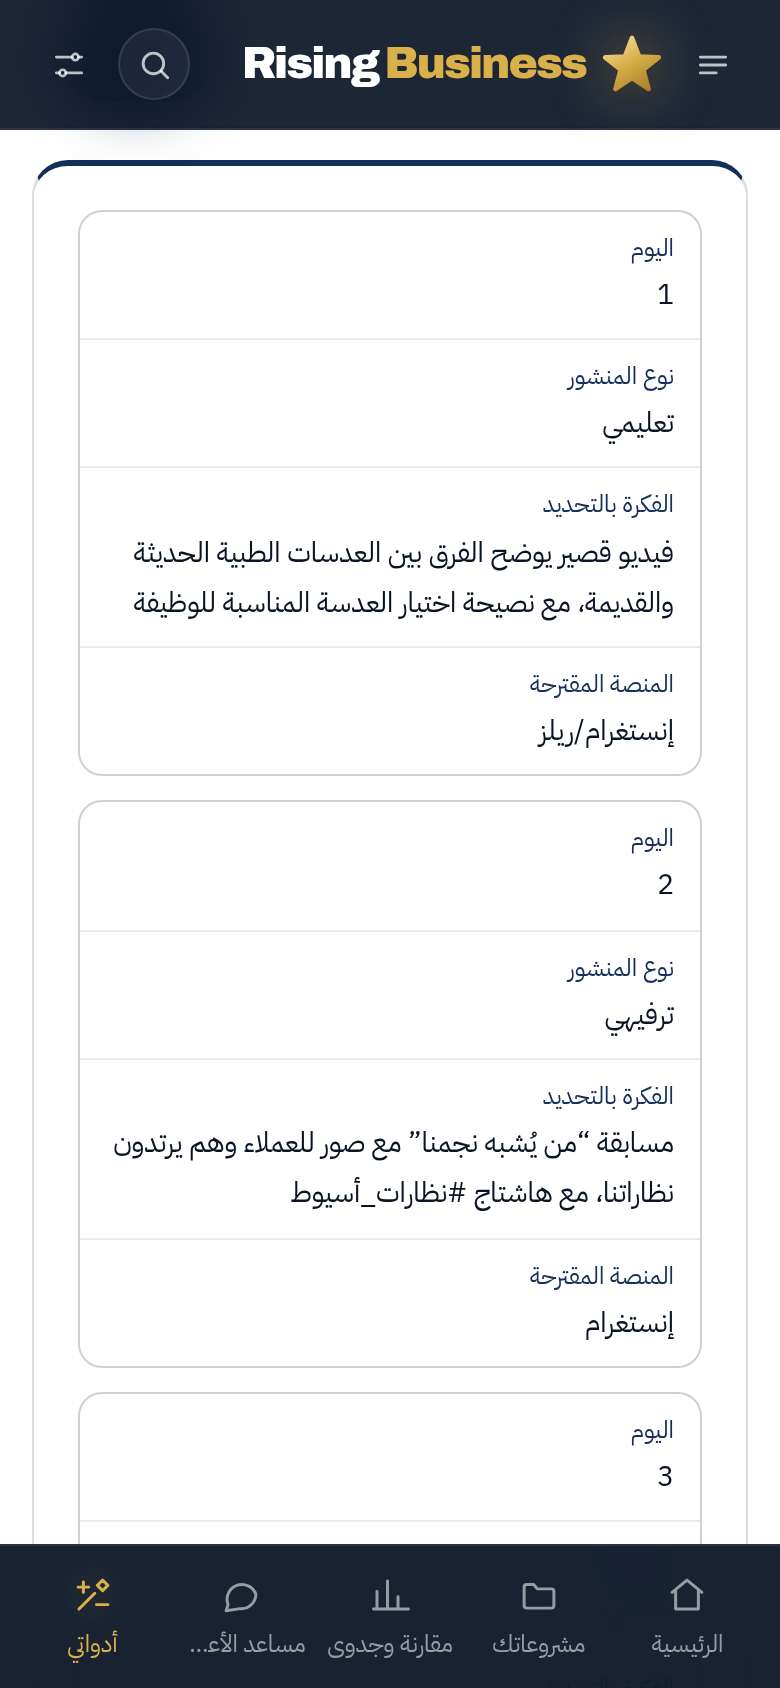 Rising Business
اليوم
1
نوع المنشور
تعليمي
الفكرة بالتحديد
فيديو قصير يوضح الفرق بين العدسات الطبية الحديثة
والقديمة، مع نصيحة اختيار العدسة المناسبة للوظيفة
المنصة المقترحة
إنستغرام/ريلز
اليوم
2
نوع المنشور
ترفيهي
الفكرة بالتحديد
مسابقة “من يُشبه نجمنا” مع صور للعملاء وهم يرتدون
نظاراتنا، مع هاشتاج #نظارات_أسيوط
المنصة المقترحة
إنستغرام
اليوم
3
الرئيسية
مشروعاتك
مقارنة وجدوى
مساعد الأعـ...
أدواتي